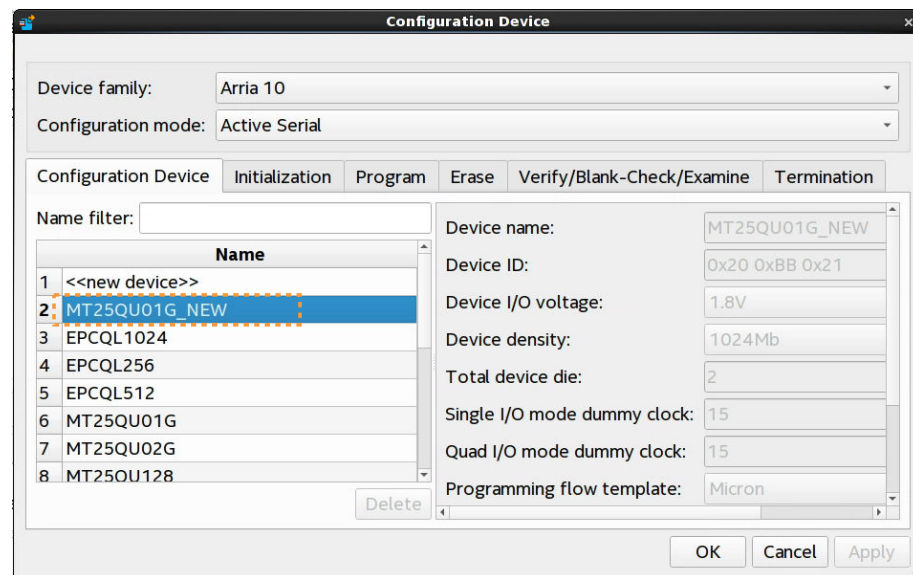 Configuration Device
Device family: Arria 10
Configuration mode: Active Serial
Configuration Device Initialization Program Erase Verify/Blank-Check/Examine Termination
Name filter:
Name
1 <<new device>>
2 MT25QU01G_NEW
3 EPCQL1024
4 EPCQL256
5 EPCQL512
6 MT25QU01G
7 MT25QU02G
8 MT25QU128
Delete
Device name: MT25QU01G_NEW
Device ID: 0x20 0xBB 0x21
Device I/O voltage: 1.8V
Device density: 1024Mb
Total device die: 2
Single I/O mode dummy clock: 15
Quad I/O mode dummy clock: 15
Programming flow template: Micron
OK Cancel Apply